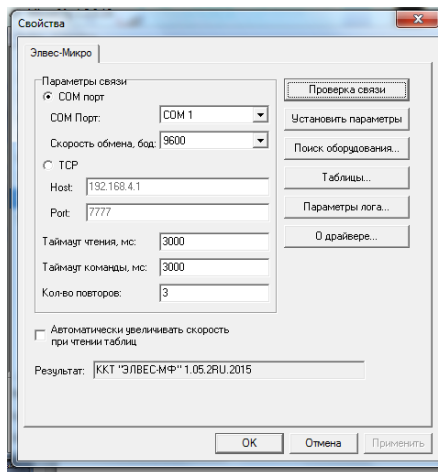 Свойства
Элвес-Микро
Параметры связи
COM порт
COM Порт: COM 1
Скорость обмена, бод: 9600
TCP
Host: 192.168.4.1
Port: 7777
Таймаут чтения, мс: 3000
Таймаут команды, мс: 3000
Кол-во повторов: 3
Проверка связи
Установить параметры
Поиск оборудования...
Таблицы...
Параметры лога...
О драйвере...
Автоматически увеличивать скорость
при чтении таблиц
Результат: ККТ "ЭЛВЕС-МФ" 1.05.2RU.2015
OK Отмена Применить